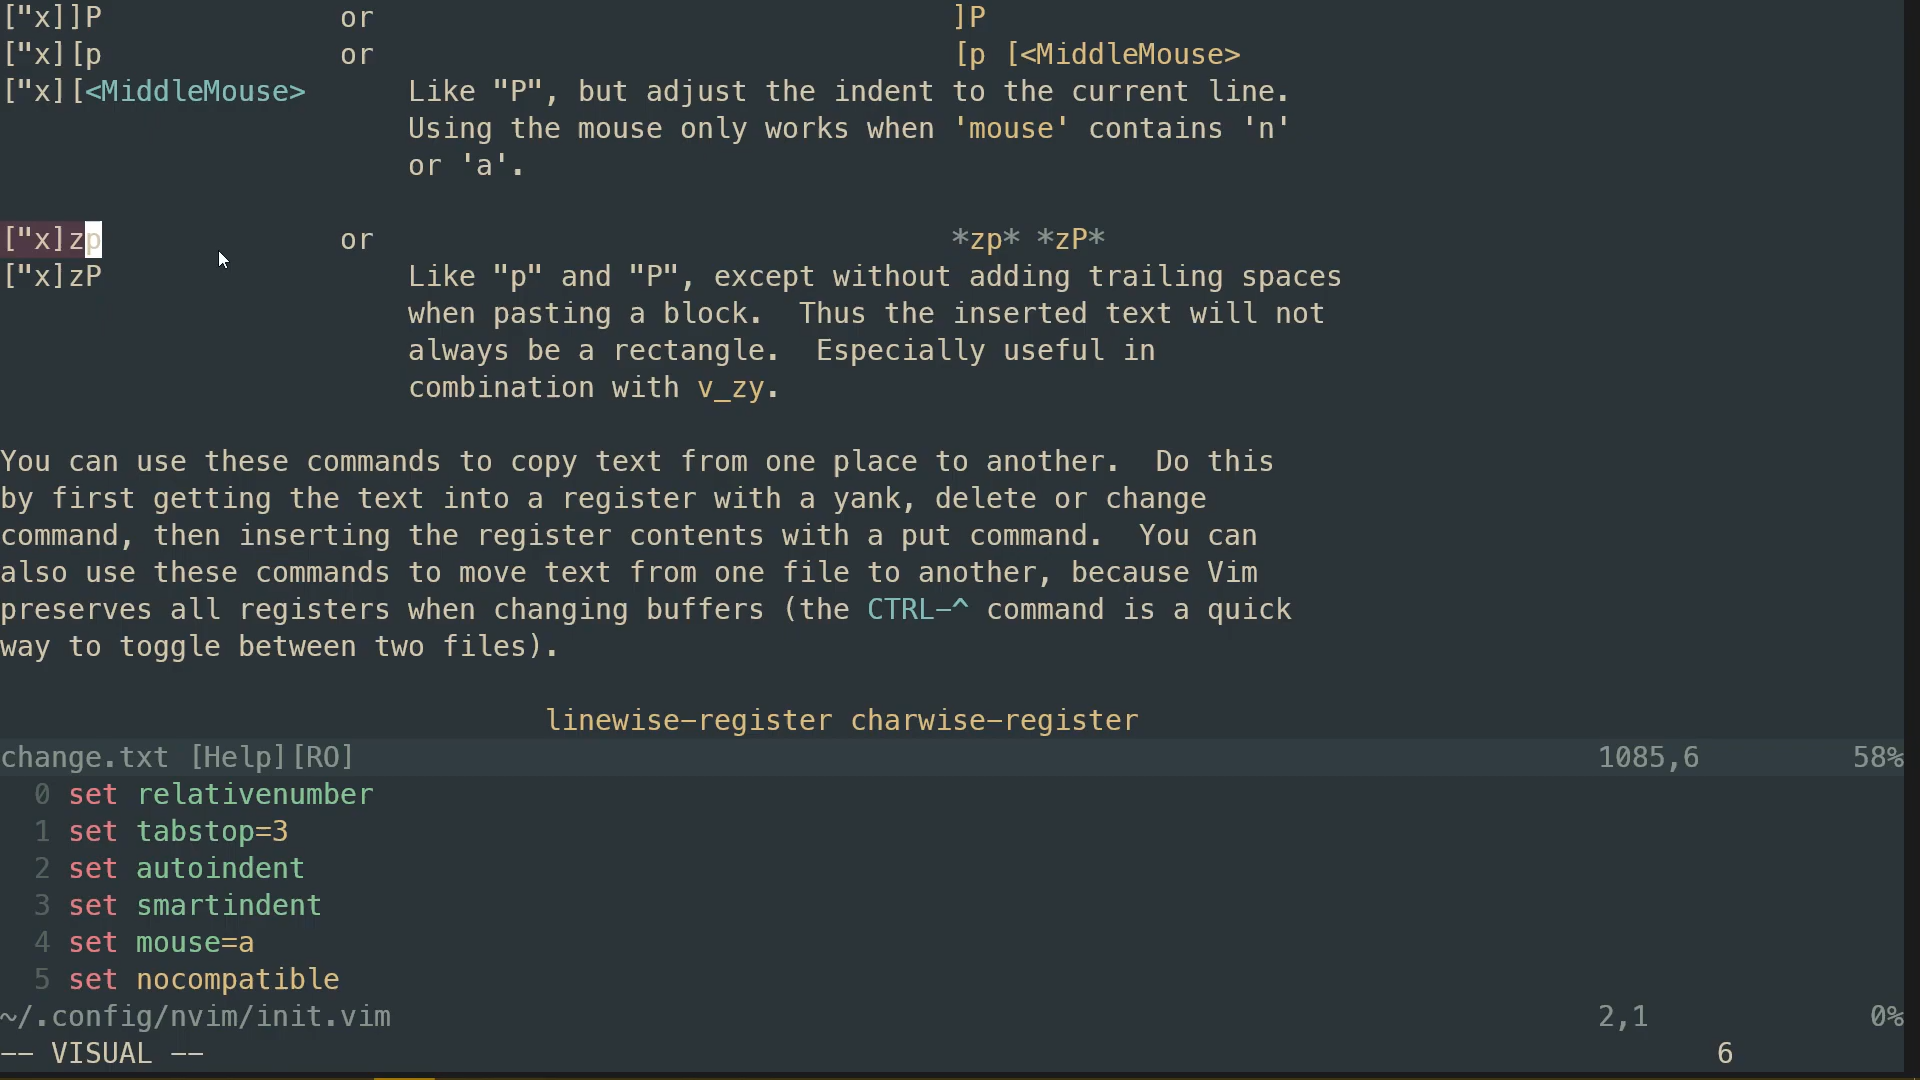 ["x]]P or ]P
["x][p or [p [<MiddleMouse>
["x][<MiddleMouse> Like "P", but adjust the indent to the current line.
Using the mouse only works when 'mouse' contains 'n'
or 'a'.
["x]zp or *zp* *zP*
["x]zP Like "p" and "P", except without adding trailing spaces
when pasting a block.  Thus the inserted text will not
always be a rectangle.  Especially useful in
combination with v_zy.
You can use these commands to copy text from one place to another.  Do this
by first getting the text into a register with a yank, delete or change
command, then inserting the register contents with a put command.  You can
also use these commands to move text from one file to another, because Vim
preserves all registers when changing buffers (the CTRL-^ command is a quick
way to toggle between two files).
linewise-register charwise-register
change.txt [Help][RO] 1085,6 58%
0 set relativenumber
1 set tabstop=3
2 set autoindent
3 set smartindent
4 set mouse=a
5 set nocompatible
~/.config/nvim/init.vim 2,1 0%
-- VISUAL -- 6